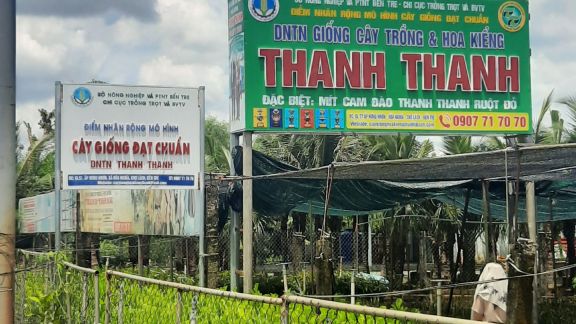 SỞ NÔNG NGHIỆP VÀ PTNT BẾN TRE
CHI CỤC TRỒNG TRỌT VÀ BVTV
ĐIỂM NHÂN RỘNG MÔ HÌNH
CÂY GIỐNG ĐẠT CHUẨN
DNTN THANH THANH
SỞ NÔNG NGHIỆP VÀ PTNT BẾN TRE - CHI CỤC TRỒNG TRỌT VÀ BVTV
ĐIỂM NHÂN RỘNG MÔ HÌNH CÂY GIỐNG ĐẠT CHUẨN
DNTN GIỐNG CÂY TRỒNG & HOA KIỂNG
THANH THANH
ĐẶC BIỆT: MÍT CAM ĐÀO THANH THANH RUỘT ĐỎ
0907 71 70 70